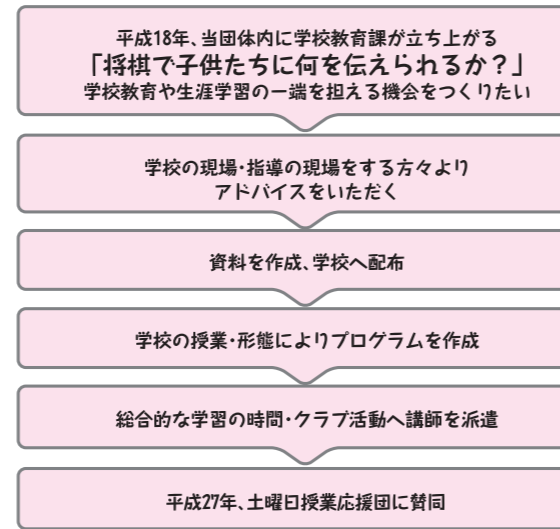 平成18年、当団体内に学校教育課が立ち上がる
「将棋で子供たちに何を伝えられるか？」
学校教育や生涯学習の一端を担える機会をつくりたい
学校の現場・指導の現場をする方々より
アドバイスをいただく
資料を作成、学校へ配布
学校の授業・形態によりプログラムを作成
総合的な学習の時間・クラブ活動へ講師を派遣
平成27年、土曜日授業応援団に賛同